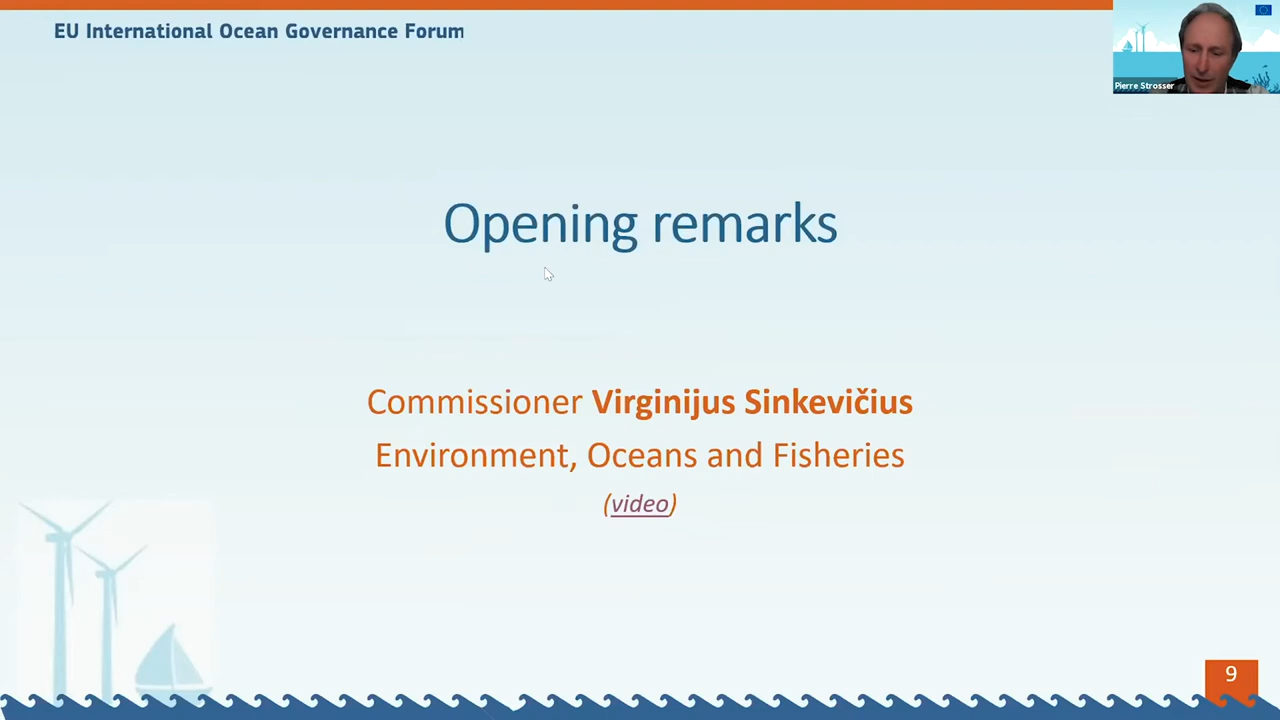 EU International Ocean Governance Forum
Pierre Strosser
Opening remarks
Commissioner Virginijus Sinkevičius
Environment, Oceans and Fisheries
(video)
9